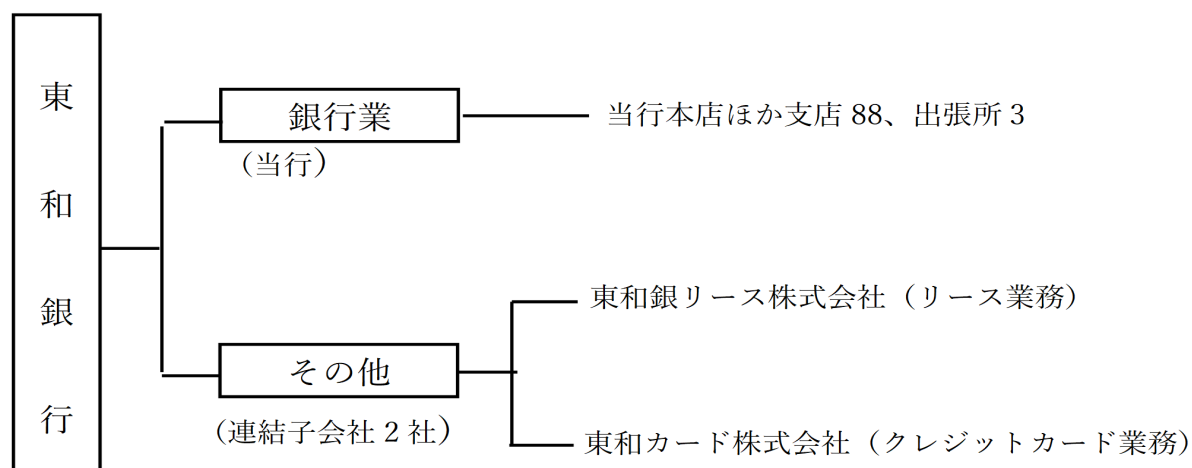 東和銀行
銀行業
(当行)
当行本店ほか支店 88、出張所 3
その他
(連結子会社 2 社)
東和銀リース株式会社（リース業務）
東和カード株式会社（クレジットカード業務）